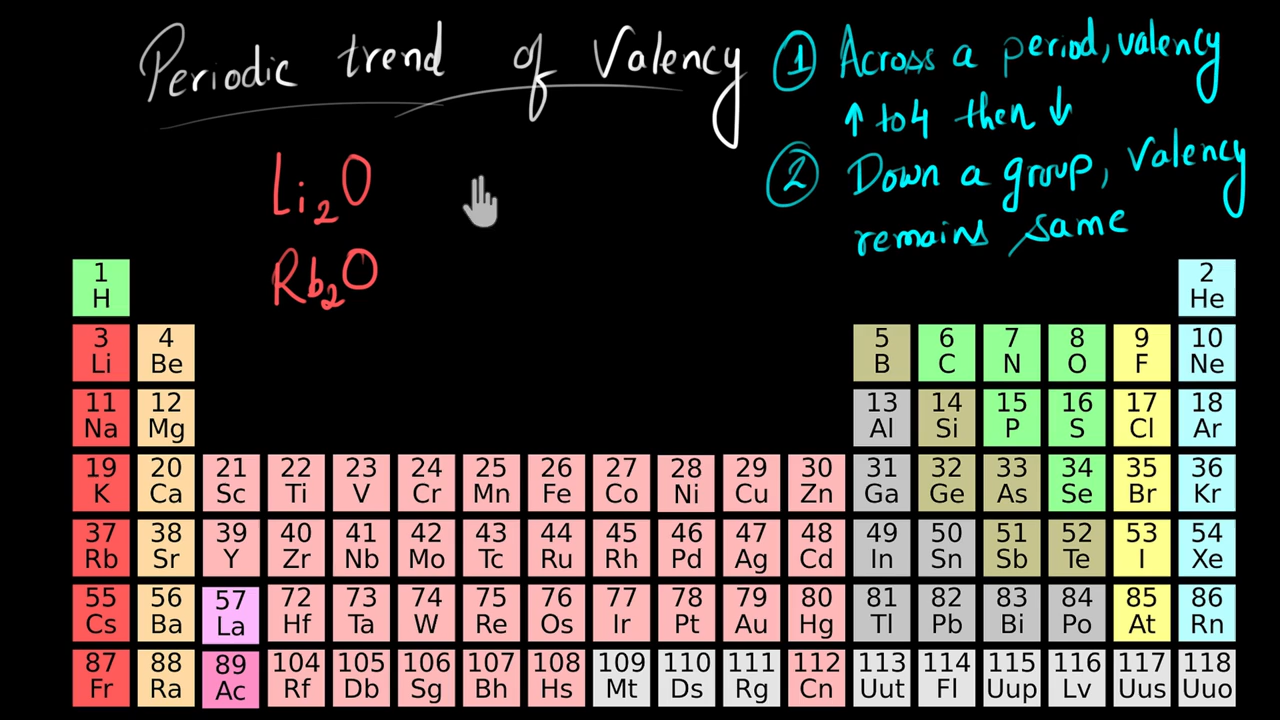 Periodic trend of Valency
① Across a period, valency
↑ to 4 then ↓
② Down a group, Valency
remains same
Li₂O
Rb₂O
1 2
H He
3 4 5 6 7 8 9 10
Li Be B C N O F Ne
11 12 13 14 15 16 17 18
Na Mg Al Si P S Cl Ar
19 20 21 22 23 24 25 26 27 28 29 30 31 32 33 34 35 36
K Ca Sc Ti V Cr Mn Fe Co Ni Cu Zn Ga Ge As Se Br Kr
37 38 39 40 41 42 43 44 45 46 47 48 49 50 51 52 53 54
Rb Sr Y Zr Nb Mo Tc Ru Rh Pd Ag Cd In Sn Sb Te I Xe
55 56 57 72 73 74 75 76 77 78 79 80 81 82 83 84 85 86
Cs Ba La Hf Ta W Re Os Ir Pt Au Hg Tl Pb Bi Po At Rn
87 88 89 104 105 106 107 108 109 110 111 112 113 114 115 116 117 118
Fr Ra Ac Rf Db Sg Bh Hs Mt Ds Rg Cn Uut Fl Uup Lv Uus Uuo